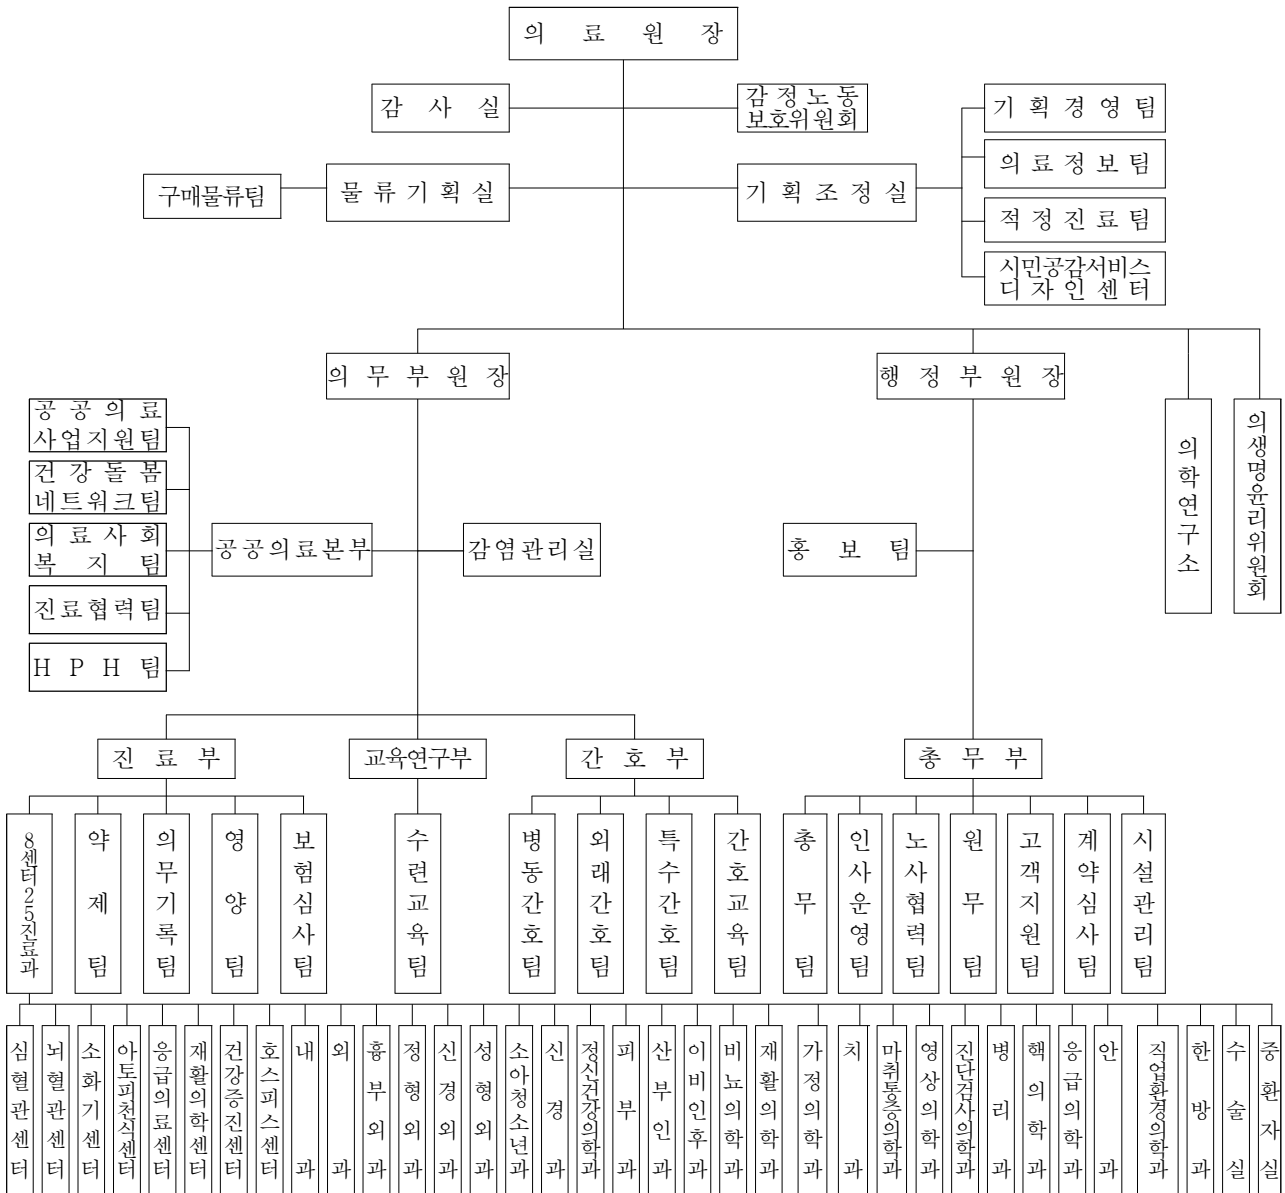 의료원장
감사실
감정노동
보호위원회
기획경영팀
의료정보팀
구매물류팀
물류기획실
기획조정실
적정진료팀
시민공감서비스
디자인센터
의무부원장
행정부원장
의학연구소
의생명윤리위원회
공공의료
사업지원팀
건강돌봄
네트워크팀
의료사회
복지팀
진료협력팀
HPH팀
공공의료본부
감염관리실
홍보팀
진료부
교육연구부
간호부
총무부
8센터25진료과
약제팀
의무기록팀
영양팀
보험심사팀
수련교육팀
병동간호팀
외래간호팀
특수간호팀
간호교육팀
총무팀
인사운영팀
노사협력팀
원무팀
고객지원팀
계약심사팀
시설관리팀
심혈관센터
뇌혈관센터
소화기센터
아토피천식센터
응급의료센터
재활의학센터
건강증진센터
호스피스센터
내과
외과
흉부외과
정형외과
신경외과
성형외과
소아청소년과
신경과
정신건강의학과
피부과
산부인과
이비인후과
비뇨의학과
재활의학과
가정의학과
치과
마취통증의학과
영상의학과
진단검사의학과
병리과
핵의학과
응급의학과
안과
직업환경의학과
한방과
수술실
중환자실